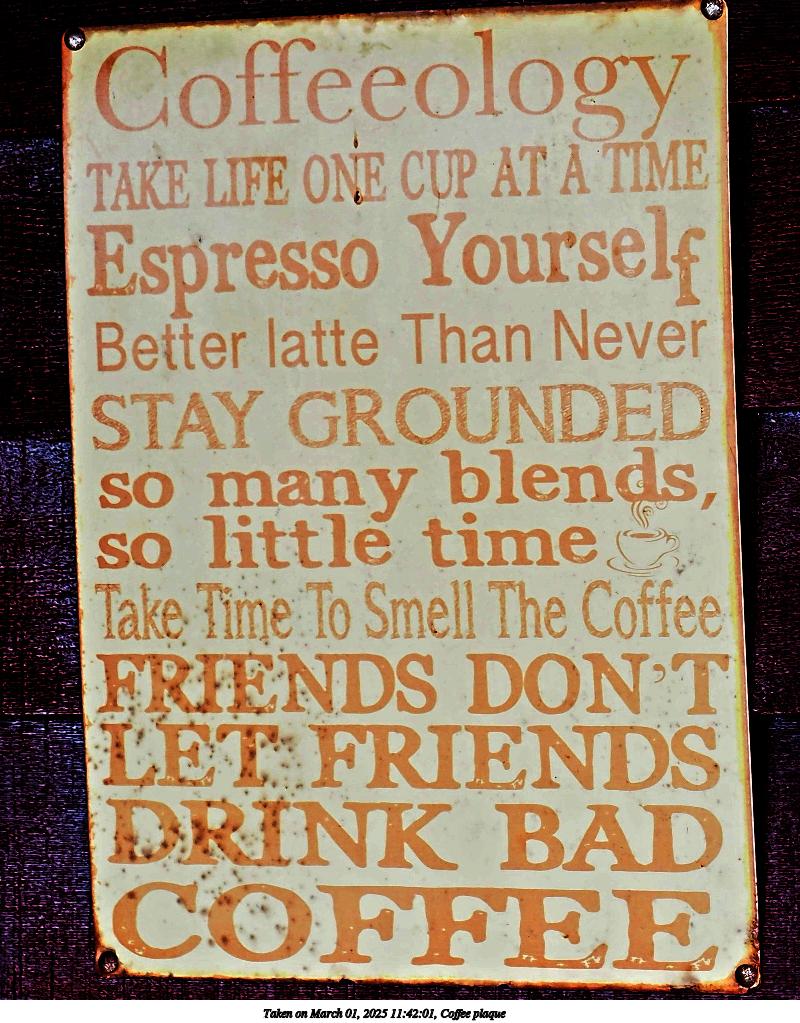 Coffeeology
TAKE LIFE ONE CUP AT A TIME
Espresso Yourself
Better latte Than Never
STAY GROUNDED
so many blends,
so little time
Take Time To Smell The Coffee
FRIENDS DON'T
LET FRIENDS
DRINK BAD
COFFEE
Taken on March 01, 2025 11:42:01, Coffee plaque